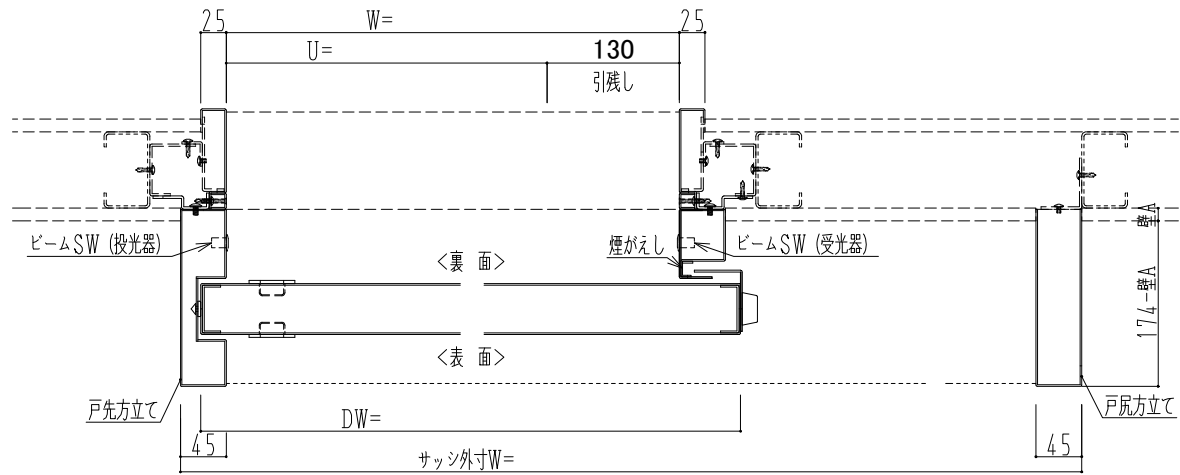 25
W=
25
U=
130
引残し
ビームSW (投光器)
<裏 面>
煙がえし
ビームSW (受光器)
壁A
174-壁A
<表 面>
戸先方立て
DW=
戸尻方立て
45
サッシ外寸W=
45